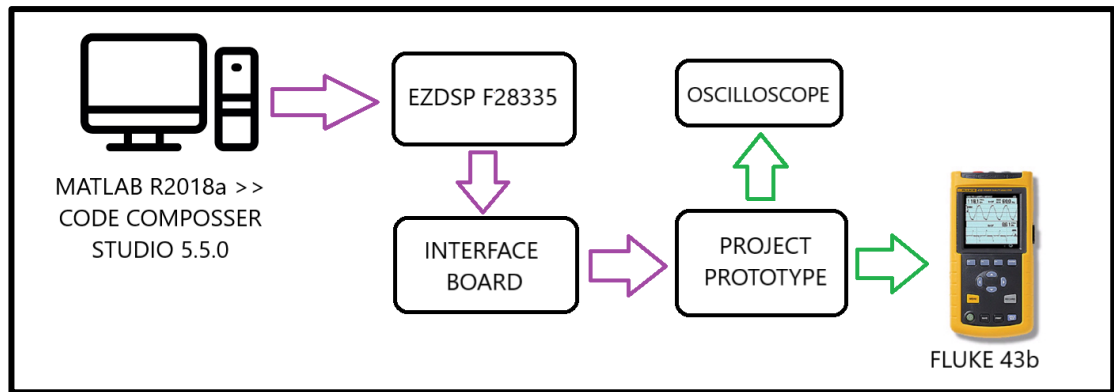 MATLAB R2018a >>
CODE COMPOSSER
STUDIO 5.5.0
EZDSP F28335
INTERFACE
BOARD
OSCILLOSCOPE
PROJECT
PROTOTYPE
FLUKE 43b